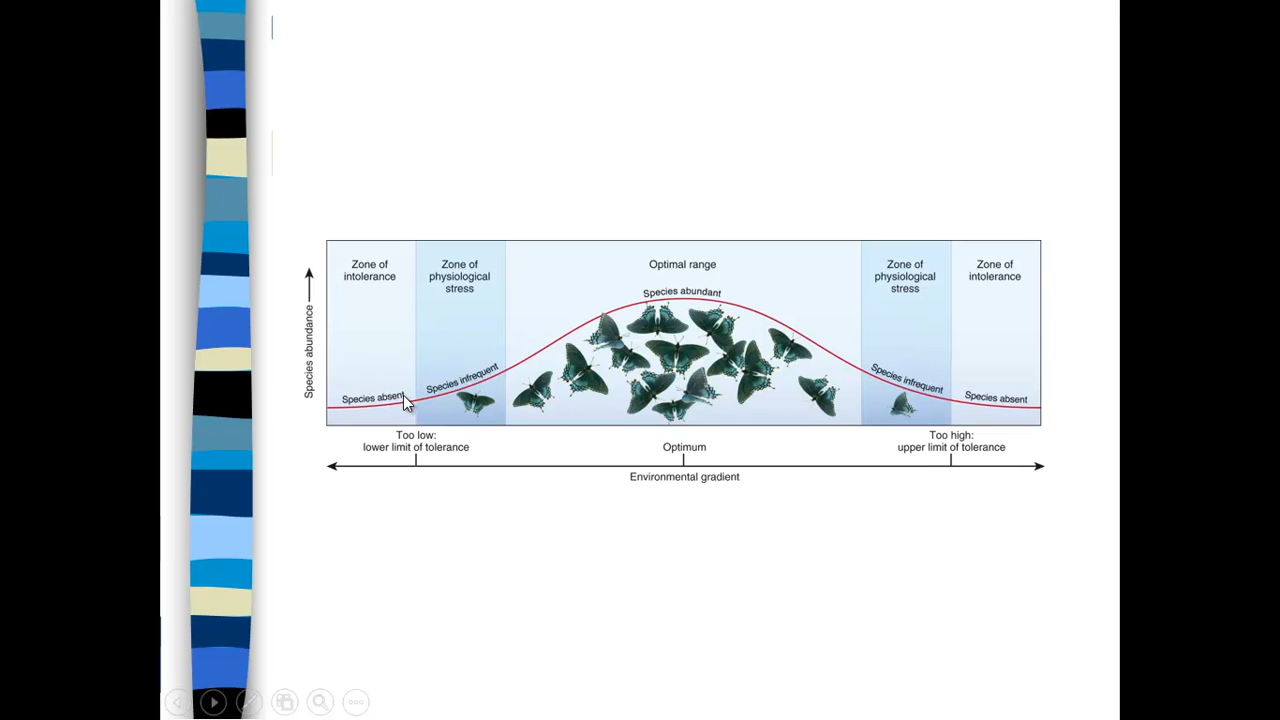 Zone of
intolerance
Zone of
physiological
stress
Optimal range
Zone of
physiological
stress
Zone of
intolerance
Species abundance
Species absent
Species infrequent
Species abundant
Species infrequent
Species absent
Too low:
lower limit of tolerance
Optimum
Too high:
upper limit of tolerance
Environmental gradient